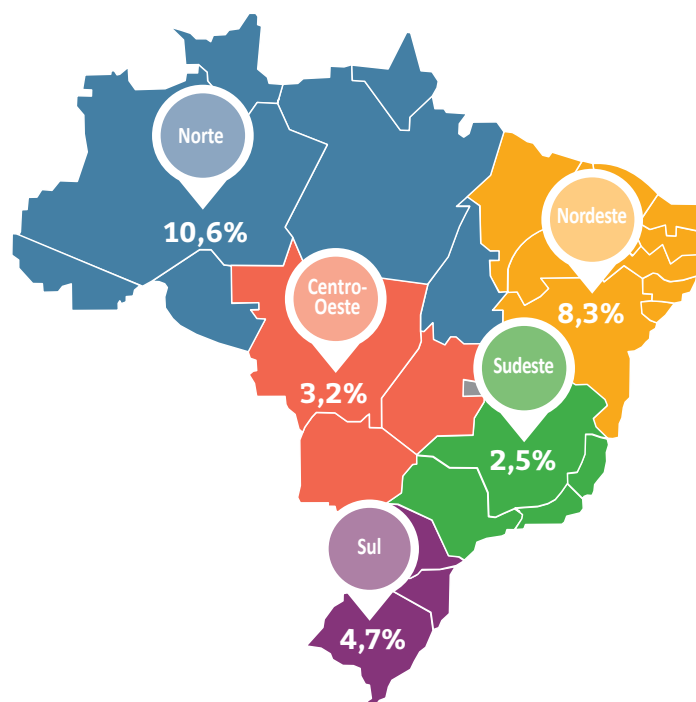 Norte
10,6%
Nordeste
8,3%
Centro-
Oeste
3,2%
Sudeste
2,5%
Sul
4,7%